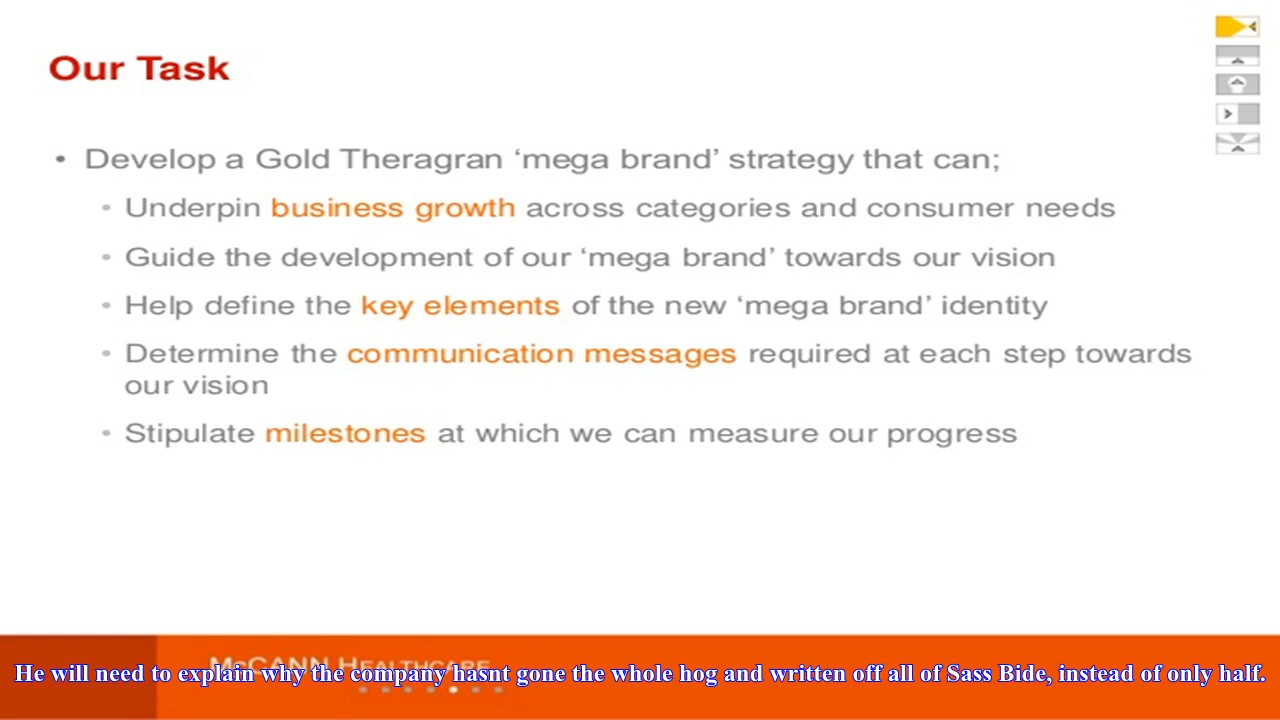 Our Task
• Develop a Gold Theragran ‘mega brand’ strategy that can;
• Underpin business growth across categories and consumer needs
• Guide the development of our ‘mega brand’ towards our vision
• Help define the key elements of the new ‘mega brand’ identity
• Determine the communication messages required at each step towards
our vision
• Stipulate milestones at which we can measure our progress
McCANN HEALTHCARE
He will need to explain why the company hasnt gone the whole hog and written off all of Sass Bide, instead of only half.